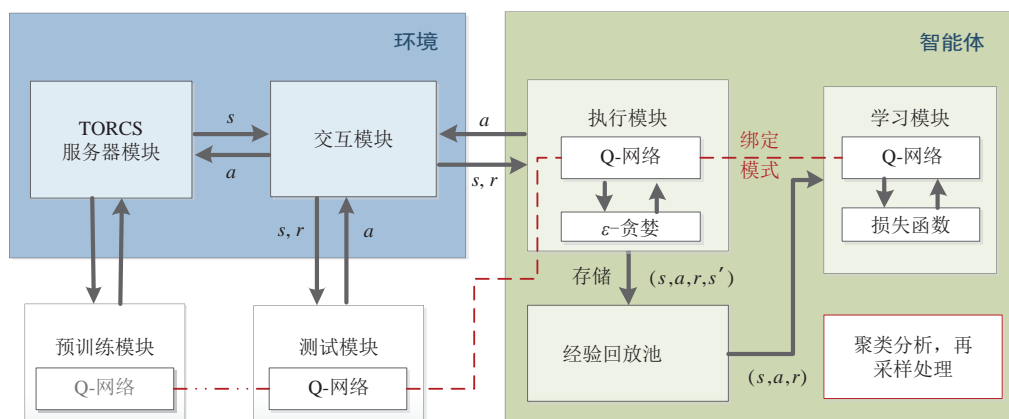 环境
TORCS
服务器模块
s
a
交互模块
s, r
a
预训练模块
Q-网络
测试模块
Q-网络
a
s, r
智能体
执行模块
Q-网络
ε-贪婪
绑定
模式
学习模块
Q-网络
损失函数
存储
(s,a,r,s′)
经验回放池
(s,a,r)
聚类分析，再
采样处理